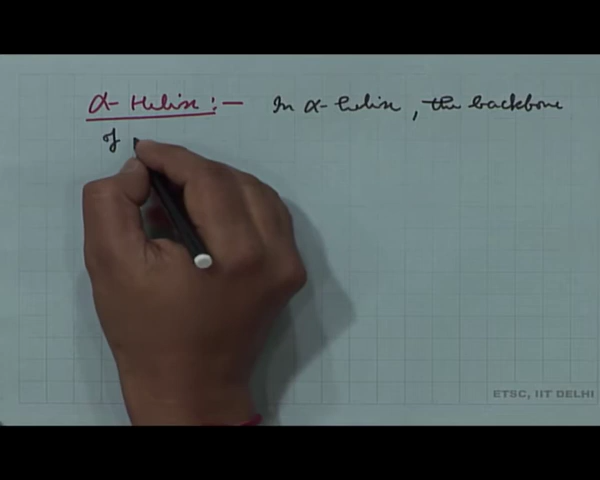 α- Helix :- In α-helix, the backbone
of
ETSC, IIT DELHI